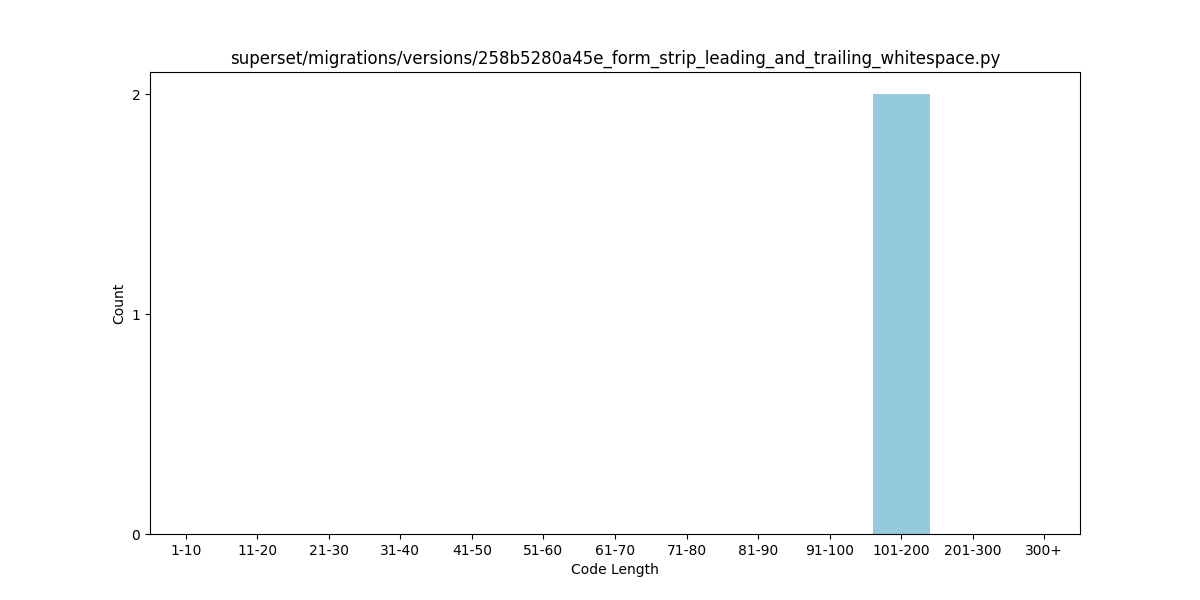 superset/migrations/versions/258b5280a45e_form_strip_leading_and_trailing_whitespace.py
2
1
0
Count
1-10 11-20 21-30 31-40 41-50 51-60 61-70 71-80 81-90 91-100 101-200 201-300 300+
Code Length